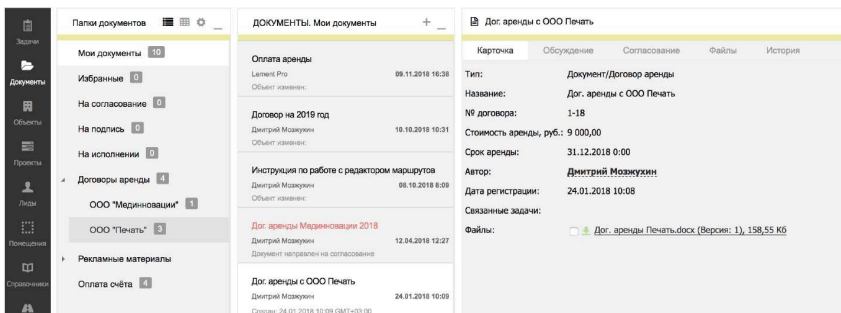 Задачи
Документы
Объекты
Проекты
Лиды
Помещения
Справочники
Папки документов
Мои документы 10
Избранные 0
На согласование 0
На подпись 0
На исполнении 0
Договоры аренды 4
ООО "Мединновации" 1
ООО "Печать" 3
Рекламные материалы
Оплата счёта 4
ДОКУМЕНТЫ. Мои документы
Оплата аренды
Lement Pro 09.11.2018 16:38
Объект изменен:
Договор на 2019 год
Дмитрий Мозжухин 10.10.2018 10:31
Объект изменен:
Инструкция по работе с редактором маршрутов
Дмитрий Мозжухин 08.10.2018 8:09
Объект изменен:
Дог. аренды Мединновации 2018
Дмитрий Мозжухин 12.04.2018 12:27
Документ направлен на согласование
Дог. аренды с ООО Печать
Дмитрий Мозжухин 24.01.2018 10:09
Создан: 24.01.2018 10:09 GMT+03:00
Дог. аренды с ООО Печать
Карточка Обсуждение Согласование Файлы История
Тип: Документ/Договор аренды
Название: Дог. аренды с ООО Печать
№ договора: 1-18
Стоимость аренды, руб.: 9 000,00
Срок аренды: 31.12.2018 0:00
Автор: Дмитрий Мозжухин
Дата регистрации: 24.01.2018 10:08
Связанные задачи:
Файлы: Дог. аренды Печать.docx (Версия: 1), 158,55 Кб